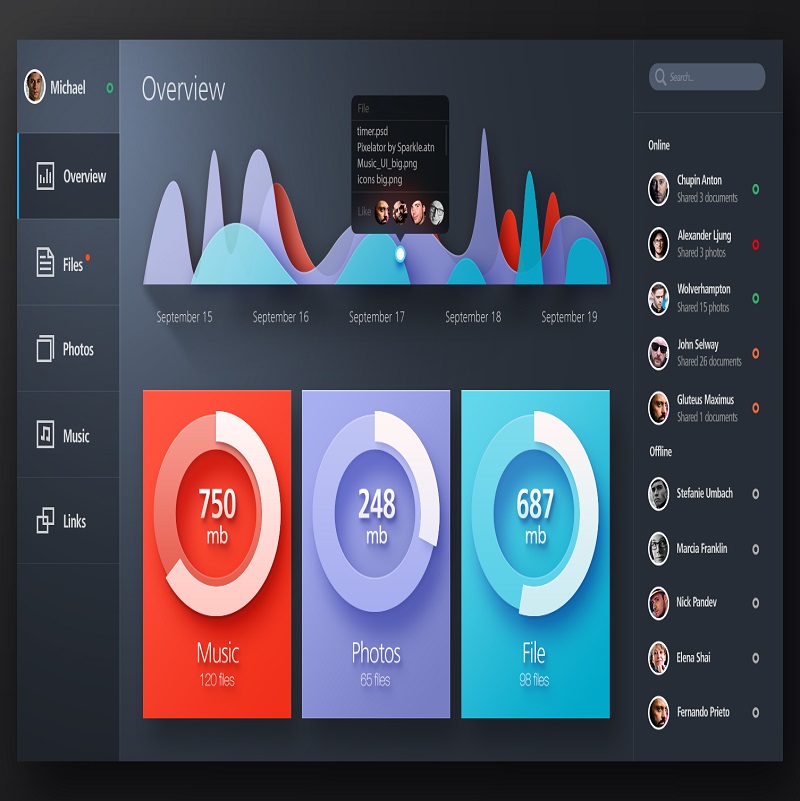 Michael
Overview
Files
Photos
Music
Links
Overview
File
timer.psd
Pixelator by Sparkle.atn
Music_UI_big.png
icons big.png
Like
September 15
September 16
September 17
September 18
September 19
750
mb
Music
120 files
248
mb
Photos
65 files
687
mb
File
98 files
Search...
Online
Chupin Anton
Shared 3 documents
Alexander Ljung
Shared 3 photos
Wolverhampton
Shared 15 photos
John Selway
Shared 26 documents
Gluteus Maximus
Shared 1 documents
Offline
Stefanie Umbach
Marcia Franklin
Nick Pandev
Elena Shai
Fernando Prieto